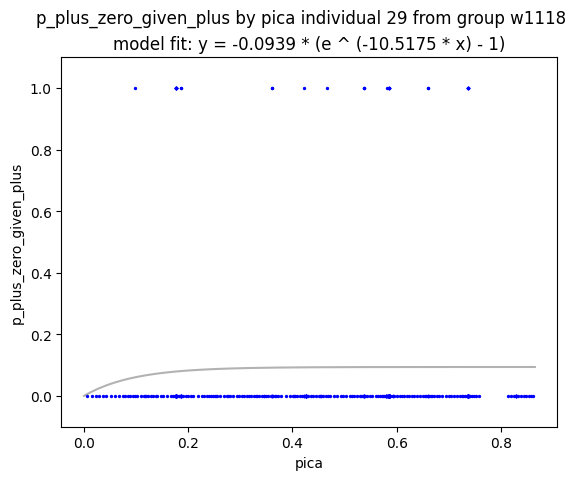 p_plus_zero_given_plus by pica individual 29 from group w1118
model fit: y = -0.0939 * (e ^ (-10.5175 * x) - 1)
1.0
0.8
0.6
0.4
0.2
0.0
p_plus_zero_given_plus
0.0 0.2 0.4 0.6 0.8
pica